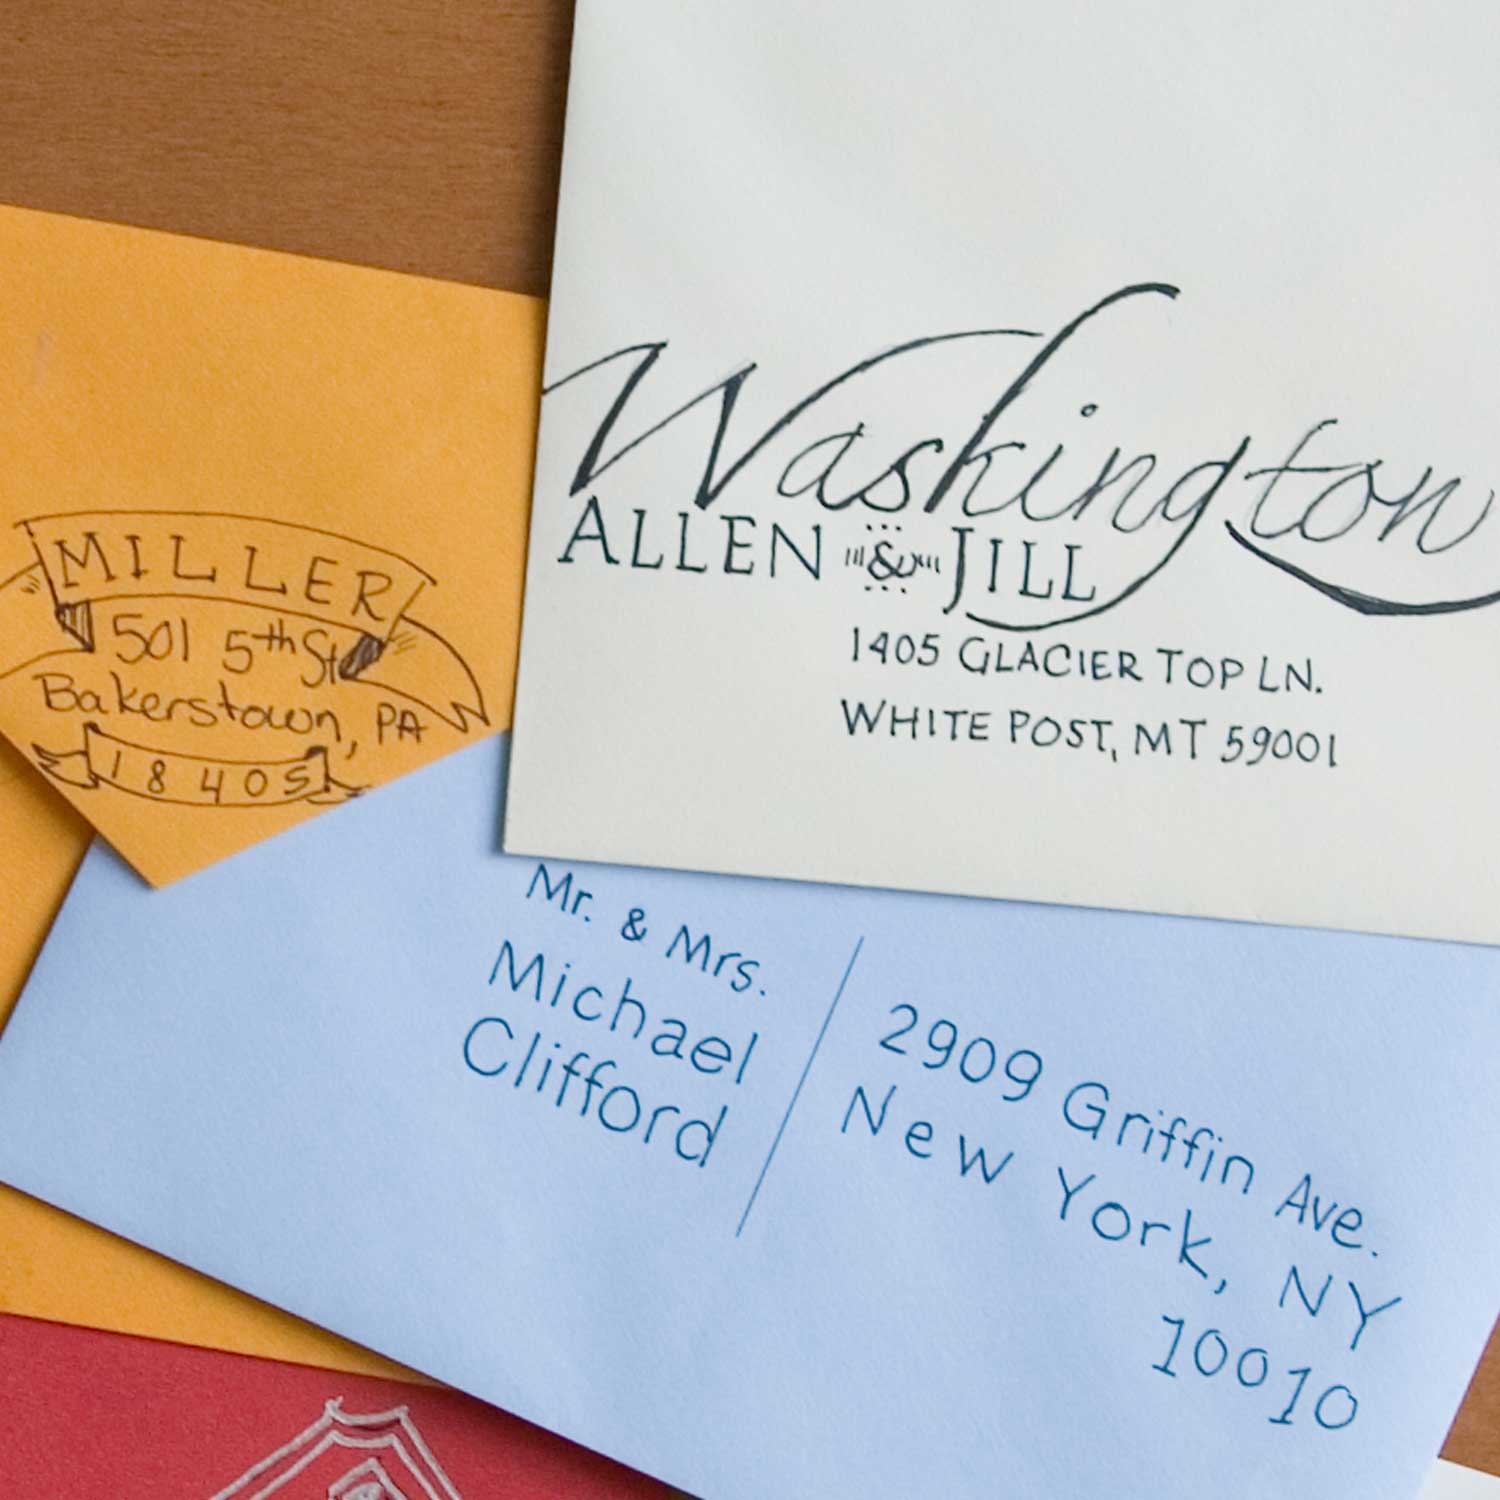 MILLER
501 5th St
Bakerstown, PA
18405
Washington
ALLEN & JILL
1405 GLACIER TOP LN.
WHITE POST, MT 59001
Mr. & Mrs.
Michael
Clifford
2909 Griffin Ave.
New York, NY
10010